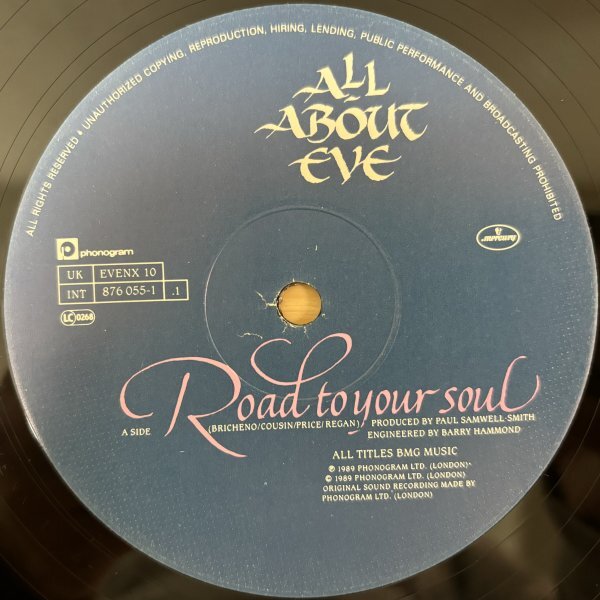 ALL RIGHTS RESERVED • UNAUTHORIZED COPYING, REPRODUCTION, HIRING, LENDING, PUBLIC PERFORMANCE AND BROADCASTING PROHIBITED
ALL
ABOUT
EVE
phonogram
mercury
UK EVENX 10
INT 876 055-1 .1
LC 0268
Road to your soul
A SIDE
(BRICHENO/COUSIN/PRICE/REGAN)
PRODUCED BY PAUL SAMWELL-SMITH
ENGINEERED BY BARRY HAMMOND
ALL TITLES BMG MUSIC
℗ 1989 PHONOGRAM LTD. (LONDON)
© 1989 PHONOGRAM LTD. (LONDON)
ORIGINAL SOUND RECORDING MADE BY
PHONOGRAM LTD. (LONDON)